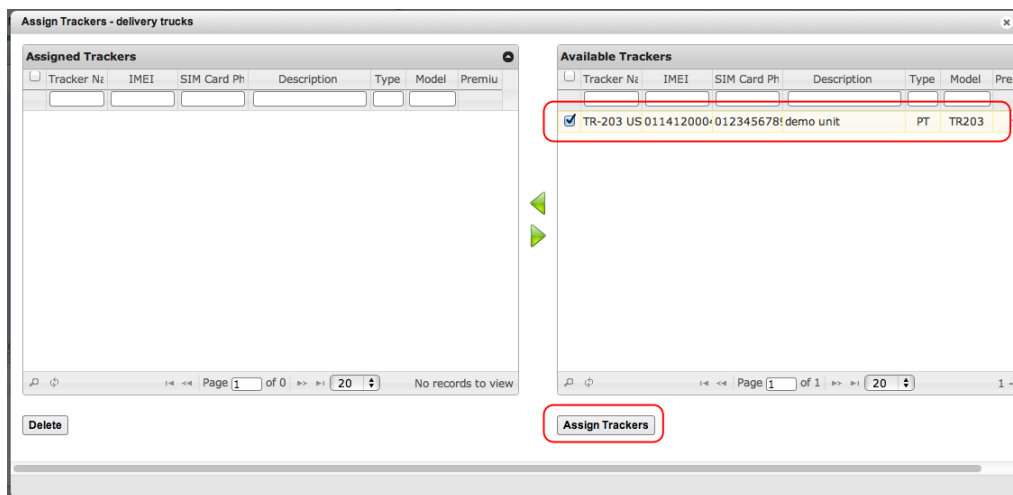 Assign Trackers - delivery trucks
Assigned Trackers
Tracker Na IMEI SIM Card Ph Description Type Model Premiu
Page 1 of 0 20 No records to view
Delete
Available Trackers
Tracker Na IMEI SIM Card Ph Description Type Model Pre
TR-203 US 0114120004 0123456789 demo unit PT TR203
Page 1 of 1 20 1 -
Assign Trackers